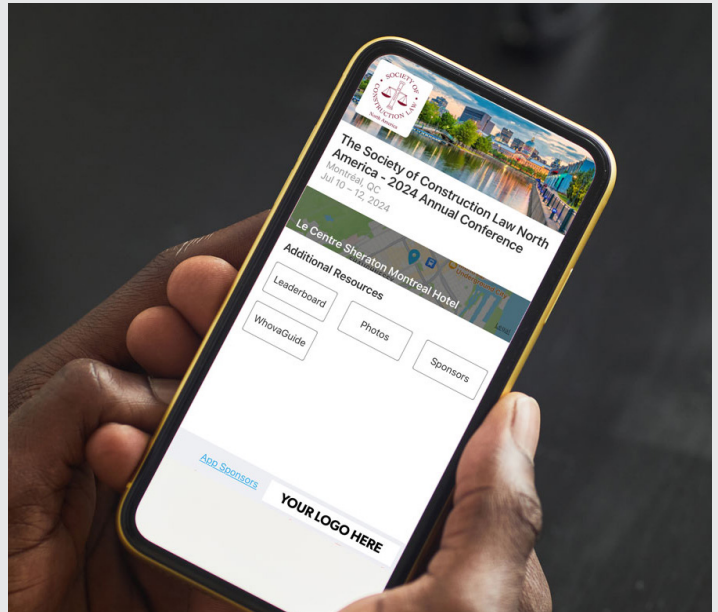 SOCIETY OF
CONSTRUCTION LAW
North America
The Society of Construction Law North
America - 2024 Annual Conference
Montréal, QC
Jul 10 – 12, 2024
Le Centre Sheraton Montreal Hotel
Additional Resources
Leaderboard
Photos
Sponsors
WhovaGuide
App Sponsors
YOUR LOGO HERE